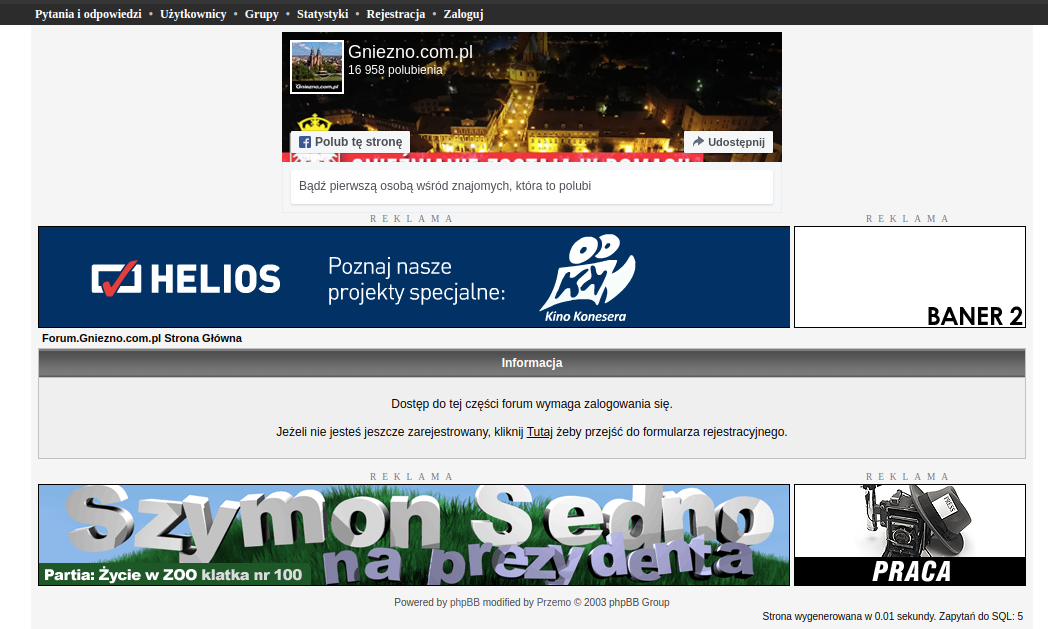 Pytania i odpowiedzi • Użytkownicy • Grupy • Statystyki • Rejestracja • Zaloguj
Gniezno.com.pl
16 958 polubienia
Gniezno.com.pl
Polub tę stronę
Udostępnij
Bądź pierwszą osobą wśród znajomych, która to polubi
REKLAMA
REKLAMA
HELIOS
Poznaj nasze
projekty specjalne:
Kino Konesera
BANER 2
Forum.Gniezno.com.pl Strona Główna
Informacja
Dostęp do tej części forum wymaga zalogowania się.
Jeżeli nie jesteś jeszcze zarejestrowany, kliknij Tutaj żeby przejść do formularza rejestracyjnego.
REKLAMA
REKLAMA
Szymon Sedno
na prezydenta
Partia: Życie w ZOO klatka nr 100
PRESS
PRACA
Powered by phpBB modified by Przemo © 2003 phpBB Group
Strona wygenerowana w 0.01 sekundy. Zapytań do SQL: 5